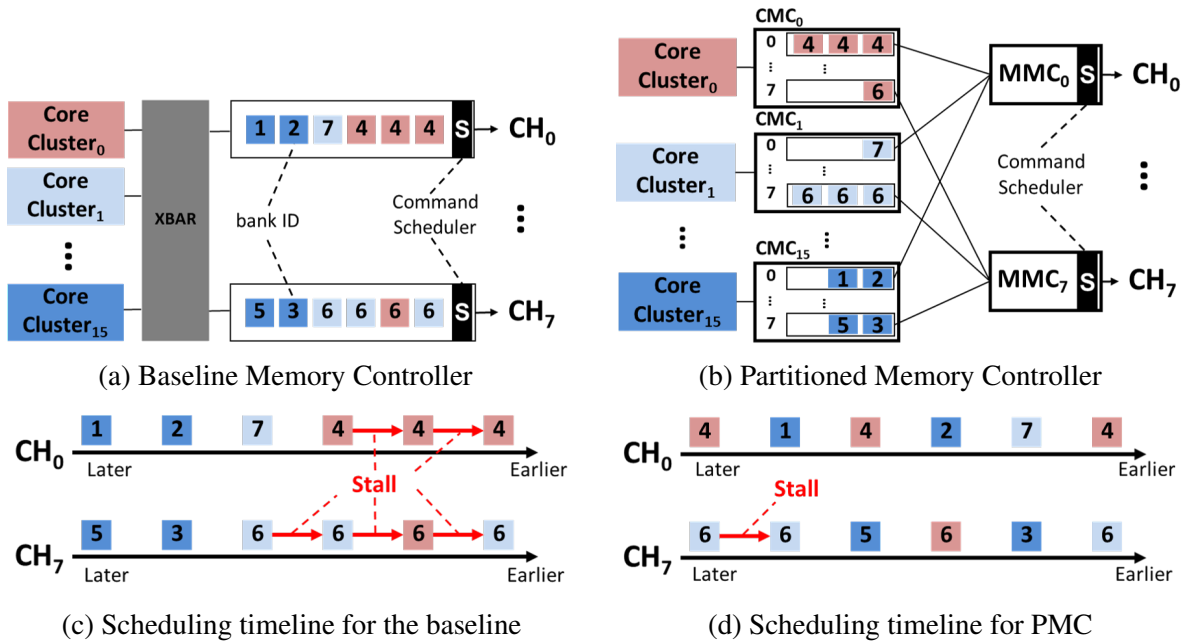 Core
Cluster0
Core
Cluster1
Core
Cluster15
XBAR
1 2 7 4 4 4
S
CH0
bank ID
Command
Scheduler
5 3 6 6 6 6
S
CH7
(a) Baseline Memory Controller
Core
Cluster0
Core
Cluster1
Core
Cluster15
CMC0
0 4 4 4
7 6
CMC1
0 7
7 6 6 6
CMC15
0 1 2
7 5 3
MMC0 S
CH0
Command
Scheduler
MMC7 S
CH7
(b) Partitioned Memory Controller
1 2 7 4 4 4
CH0
Later Earlier
Stall
5 3 6 6 6 6
CH7
Later Earlier
(c) Scheduling timeline for the baseline
4 1 4 2 7 4
CH0
Later Earlier
Stall
6 6 5 6 3 6
CH7
Later Earlier
(d) Scheduling timeline for PMC